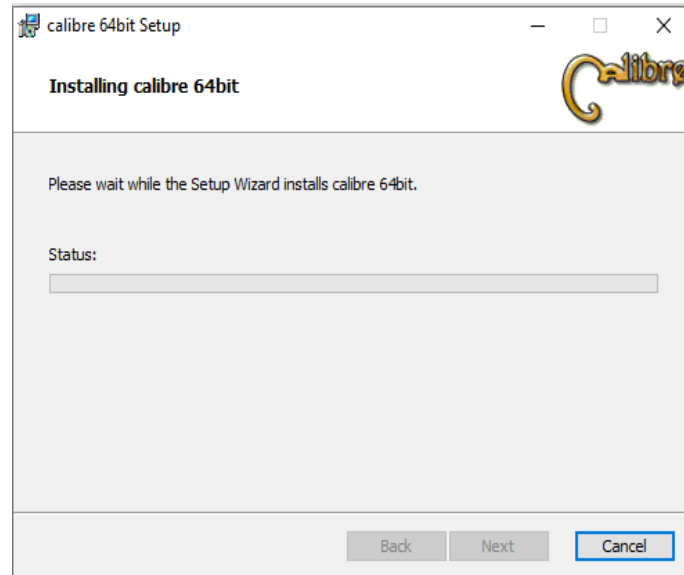 calibre 64bit Setup
Installing calibre 64bit
Calibre
Please wait while the Setup Wizard installs calibre 64bit.
Status:
Back
Next
Cancel